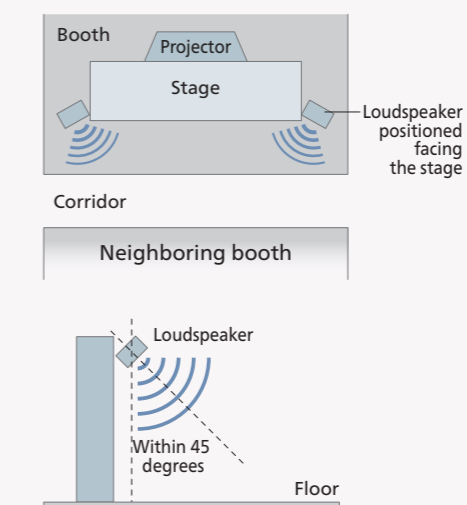 Booth
Projector
Stage
Loudspeaker
positioned
facing
the stage
Corridor
Neighboring booth
Loudspeaker
Within 45
degrees
Floor